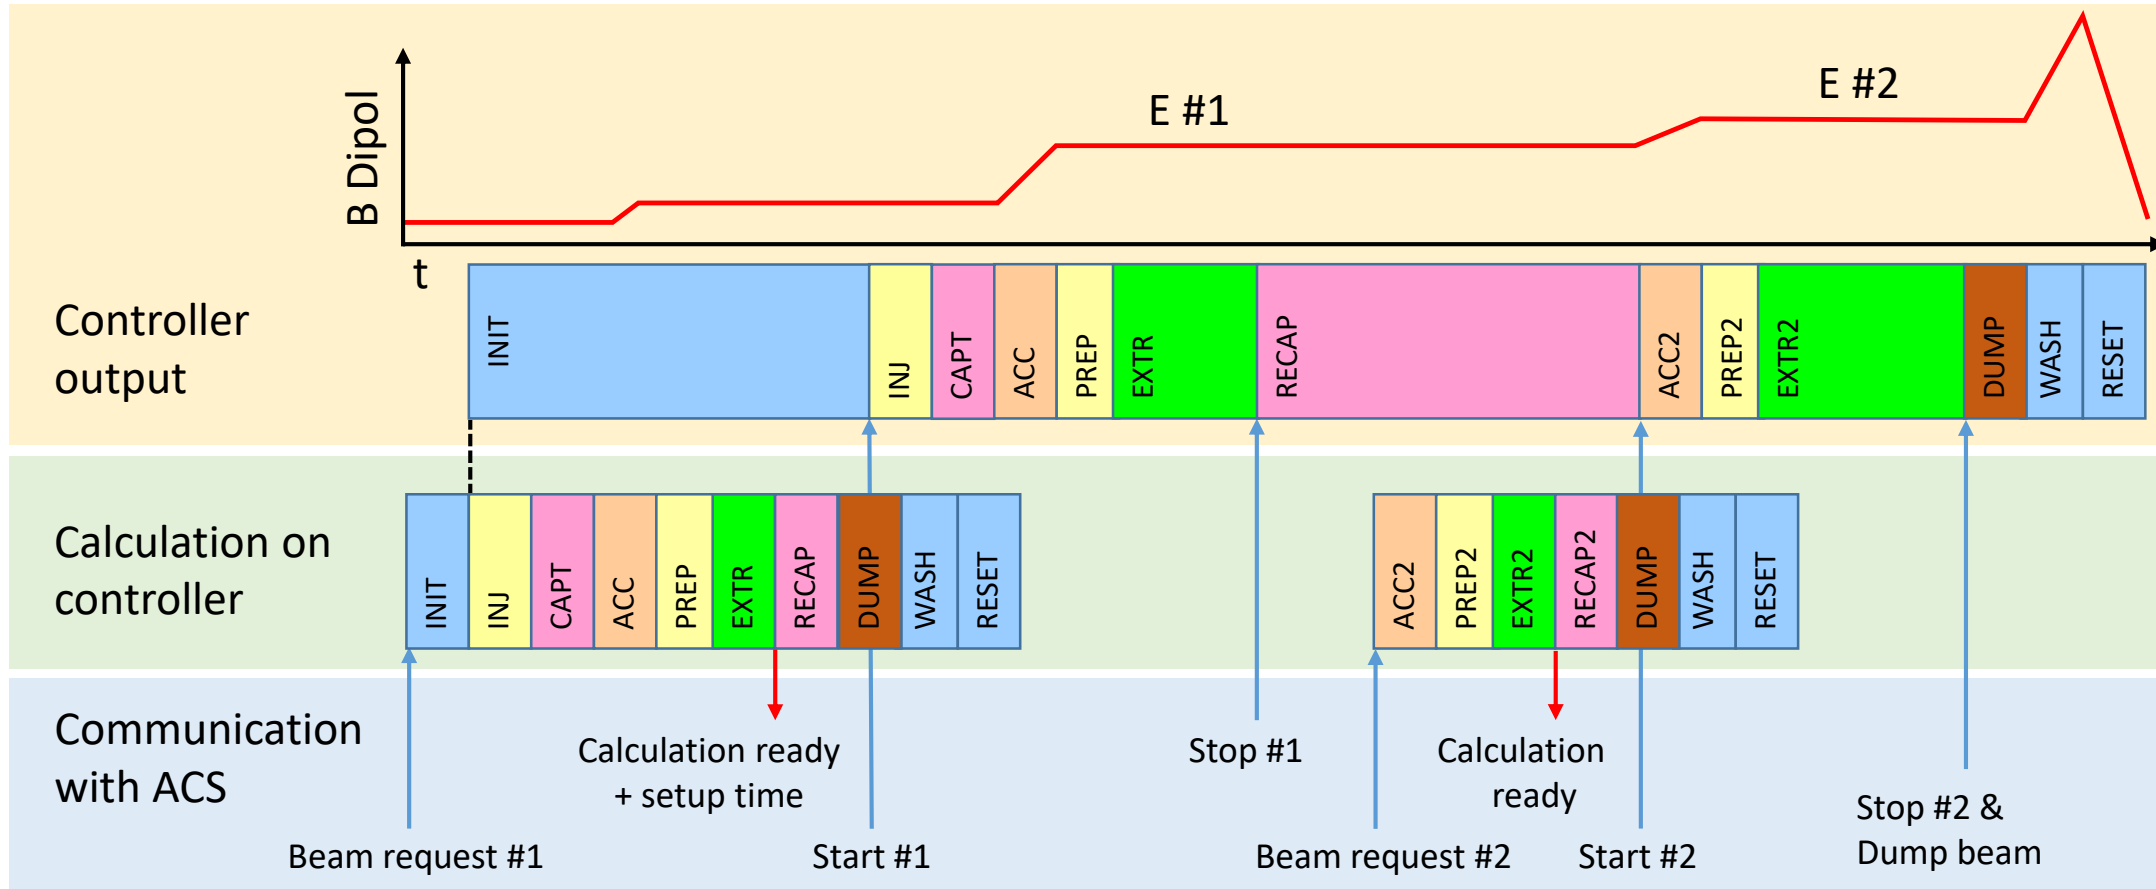 B Dipol
E #1
E #2
t
Controller
output
INIT
INJ
CAPT
ACC
PREP
EXTR
RECAP
ACC2
PREP2
EXTR2
DUMP
WASH
RESET
Calculation on
controller
INIT
INJ
CAPT
ACC
PREP
EXTR
RECAP
DUMP
WASH
RESET
ACC2
PREP2
EXTR2
RECAP2
DUMP
WASH
RESET
Communication
with ACS
Calculation ready
+ setup time
Stop #1
Calculation
ready
Stop #2 &
Dump beam
Beam request #1
Start #1
Beam request #2
Start #2